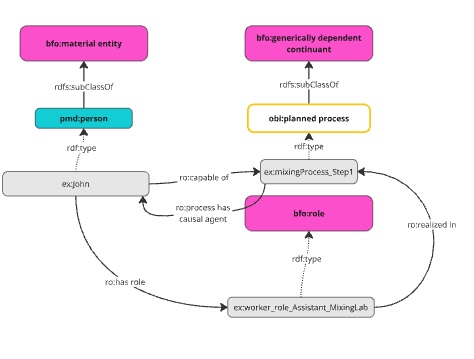 bfo:material entity
bfo:generically dependent
continuant
rdfs:subClassOf
rdfs:subClassOf
pmd:person
obi:planned process
rdf:type
rdf:type
ex:John
ro:capable of
ex:mixingProcess_Step1
ro:process has
causal agent
bfo:role
ro:realized In
rdf:type
ro:has role
ex:worker_role_Assistant_MixingLab